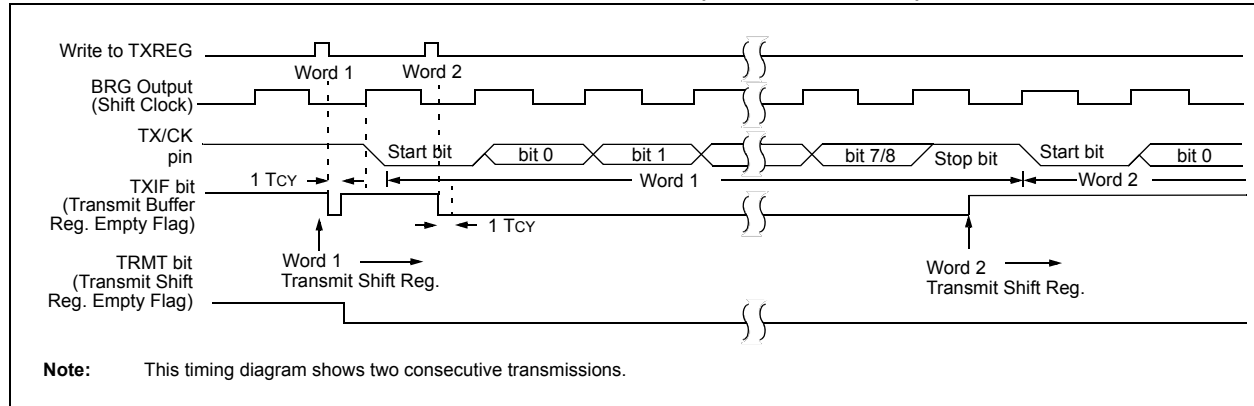 Write to TXREG
Word 1
Word 2
BRG Output
(Shift Clock)
TX/CK
pin
Start bit
bit 0
bit 1
bit 7/8
Stop bit
Start bit
bit 0
1 TCY
Word 1
Word 2
TXIF bit
(Transmit Buffer
Reg. Empty Flag)
1 TCY
Word 1
Transmit Shift Reg.
Word 2
Transmit Shift Reg.
TRMT bit
(Transmit Shift
Reg. Empty Flag)
Note: This timing diagram shows two consecutive transmissions.